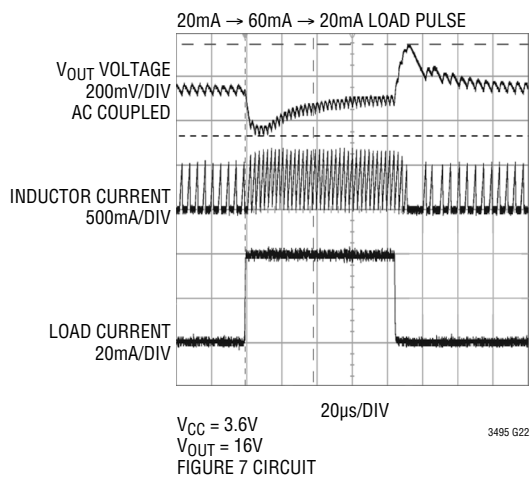 20mA → 60mA → 20mA LOAD PULSE
VOUT VOLTAGE
200mV/DIV
AC COUPLED
INDUCTOR CURRENT
500mA/DIV
LOAD CURRENT
20mA/DIV
20µs/DIV
VCC = 3.6V
VOUT = 16V
FIGURE 7 CIRCUIT
3495 G22